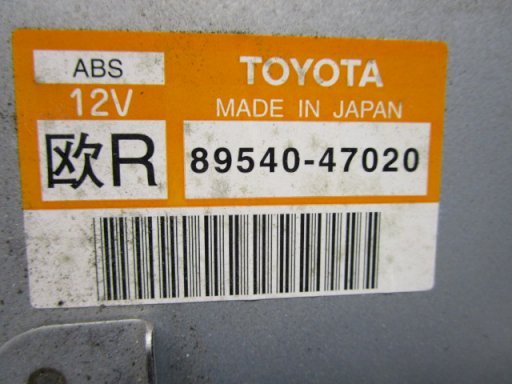 ABS
TOYOTA
12V
MADE IN JAPAN
欧R
89540-47020